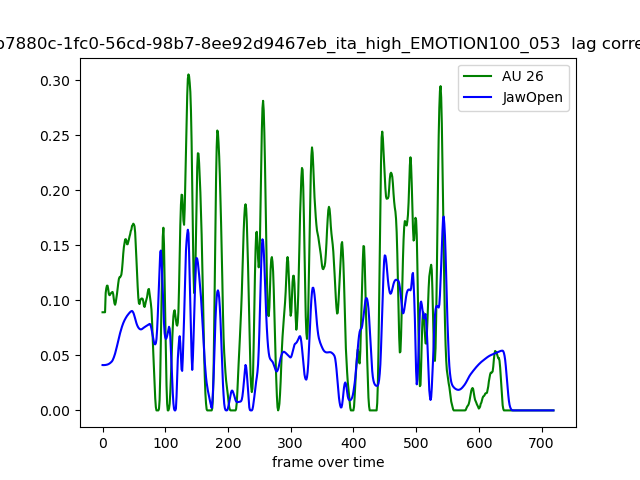 b7880c-1fc0-56cd-98b7-8ee92d9467eb_ita_high_EMOTION100_053 lag corre
AU 26
JawOpen
0.30
0.25
0.20
0.15
0.10
0.05
0.00
0 100 200 300 400 500 600 700
frame over time